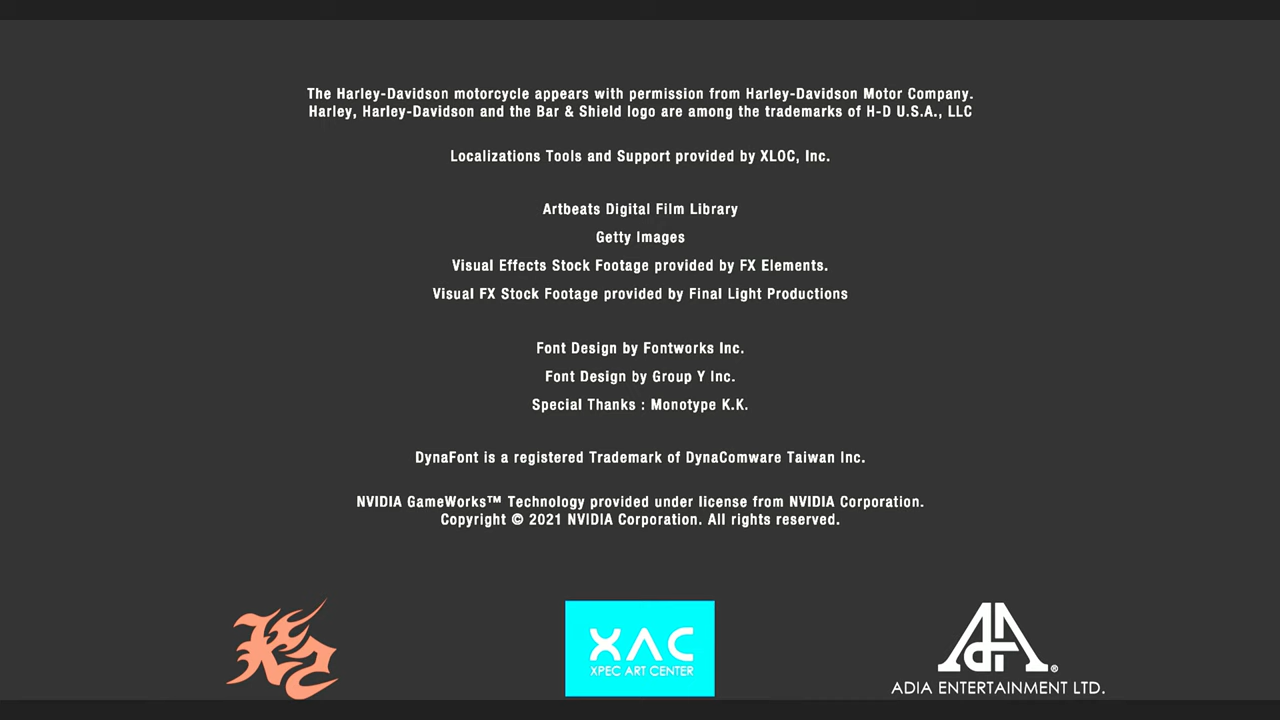 The Harley-Davidson motorcycle appears with permission from Harley-Davidson Motor Company.
Harley, Harley-Davidson and the Bar & Shield logo are among the trademarks of H-D U.S.A., LLC
Localizations Tools and Support provided by XLOC, Inc.
Artbeats Digital Film Library
Getty Images
Visual Effects Stock Footage provided by FX Elements.
Visual FX Stock Footage provided by Final Light Productions
Font Design by Fontworks Inc.
Font Design by Group Y Inc.
Special Thanks : Monotype K.K.
DynaFont is a registered Trademark of DynaComware Taiwan Inc.
NVIDIA GameWorks™ Technology provided under license from NVIDIA Corporation.
Copyright © 2021 NVIDIA Corporation. All rights reserved.
XAC
XPEC ART CENTER
®
ADIA ENTERTAINMENT LTD.